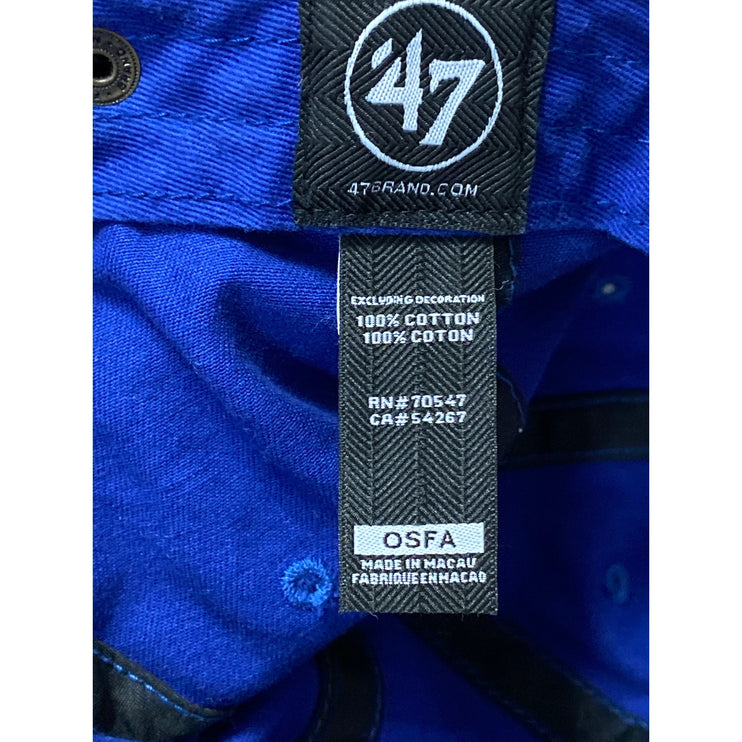 '47
47BRAND.COM
EXCLUDING DECORATION
100% COTTON
100% COTON
RN#70547
CA#54267
OSFA
MADE IN MACAU
FABRIQUE EN MACAO